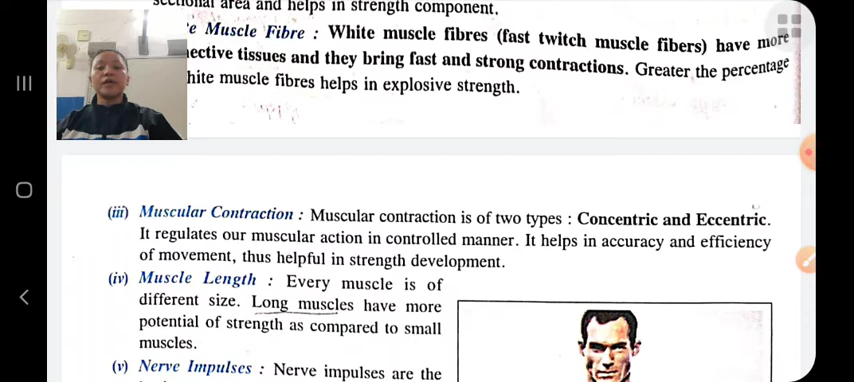 sectional area and helps in strength component.
e Muscle Fibre : White muscle fibres (fast twitch muscle fibers) have more
nective tissues and they bring fast and strong contractions. Greater the percentage
hite muscle fibres helps in explosive strength.
(iii) Muscular Contraction : Muscular contraction is of two types : Concentric and Eccentric.
It regulates our muscular action in controlled manner. It helps in accuracy and efficiency
of movement, thus helpful in strength development.
(iv) Muscle Length : Every muscle is of
different size. Long muscles have more
potential of strength as compared to small
muscles.
(v) Nerve Impulses : Nerve impulses are the